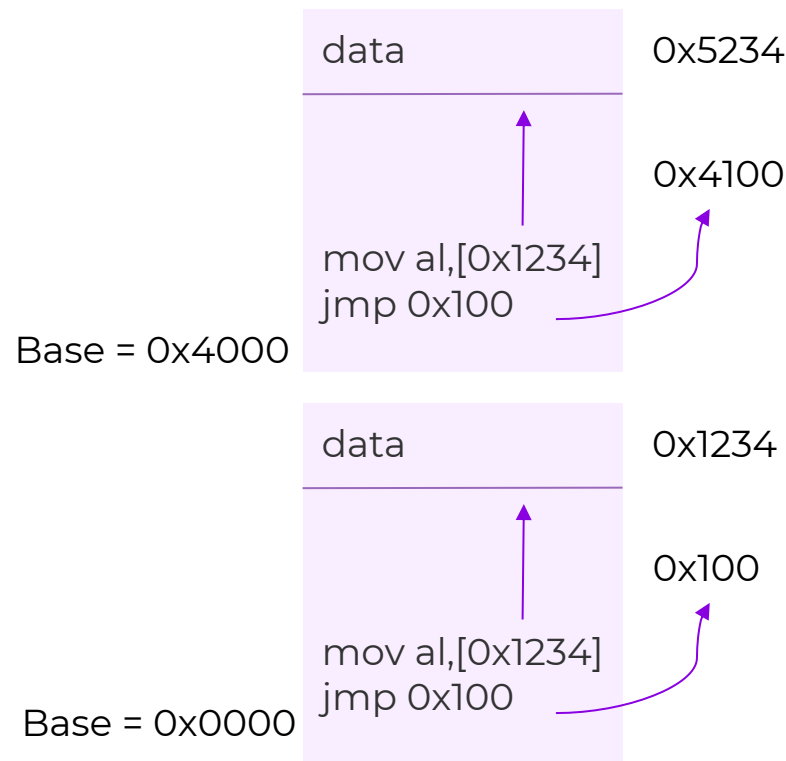 data
0x5234
0x4100
mov al,[0x1234]
jmp 0x100
Base = 0x4000
data
0x1234
0x100
mov al,[0x1234]
jmp 0x100
Base = 0x0000